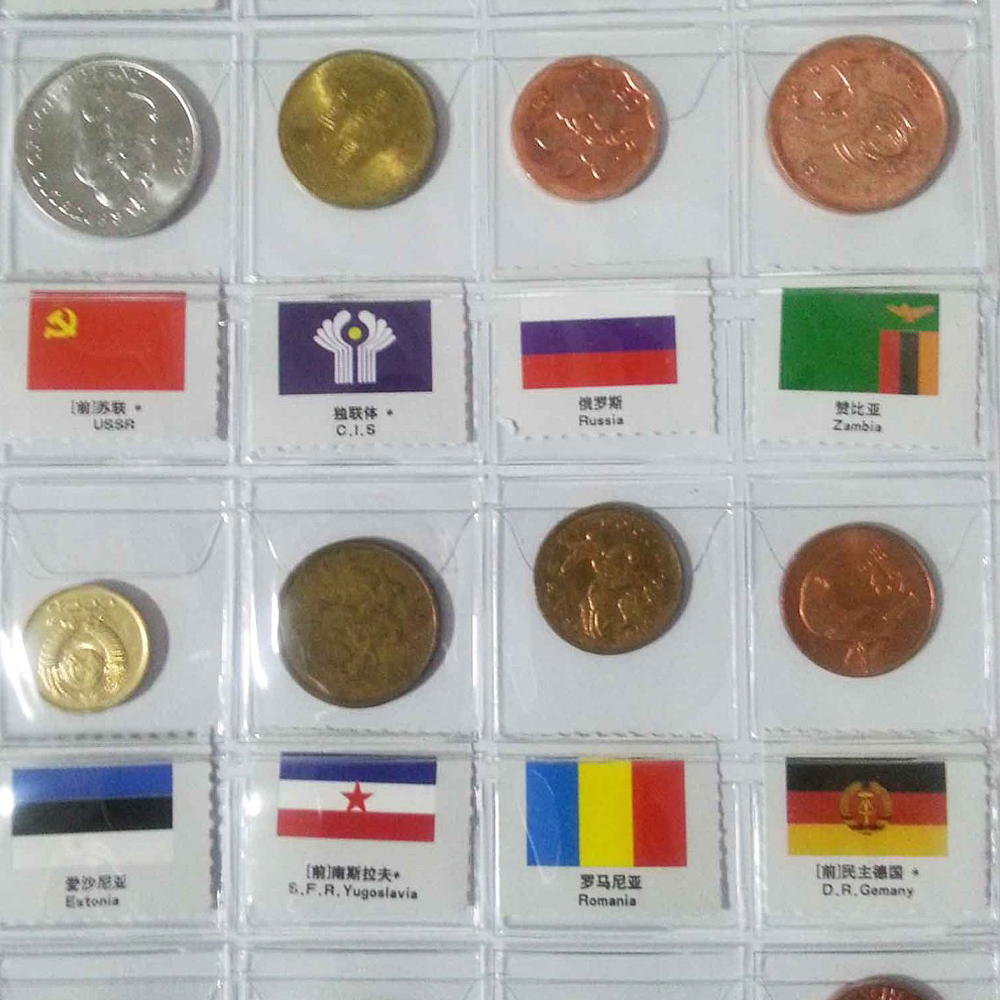 [前]苏联 *
USSR
独联体 *
C.I.S
俄罗斯
Russia
赞比亚
Zambia
爱沙尼亚
Estonia
[前]南斯拉夫*
S.F.R.Yugoslavia
罗马尼亚
Romania
[前]民主德国 *
D.R.Gemany